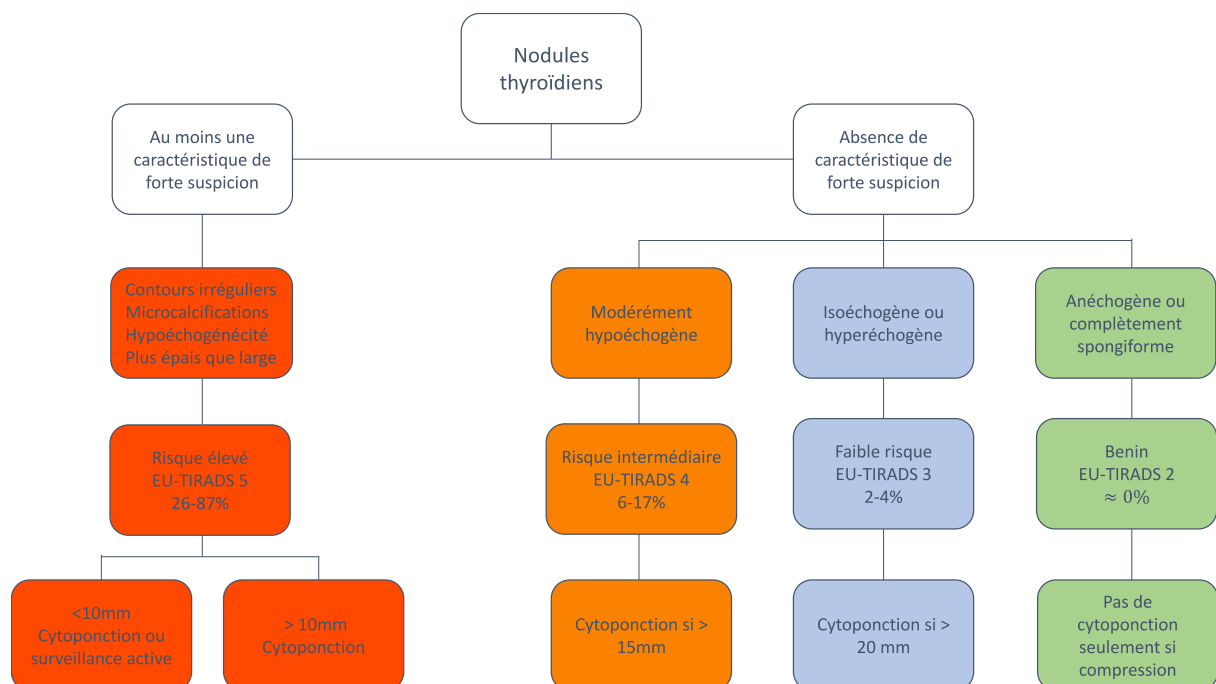 Nodules
thyroïdiens
Au moins une
caractéristique de
forte suspicion
Absence de
caractéristique de
forte suspicion
Contours irréguliers
Microcalcifications
Hypoéchogénécité
Plus épais que large
Modérément
hypoéchogène
Isoéchogène ou
hyperéchogène
Anéchogène ou
complètement
spongiforme
Risque élevé
EU-TIRADS 5
26-87%
Risque intermédiaire
EU-TIRADS 4
6-17%
Faible risque
EU-TIRADS 3
2-4%
Benin
EU-TIRADS 2
≈ 0%
<10mm
Cytoponction ou
surveillance active
> 10mm
Cytoponction
Cytoponction si >
15mm
Cytoponction si >
20 mm
Pas de
cytoponction
seulement si
compression